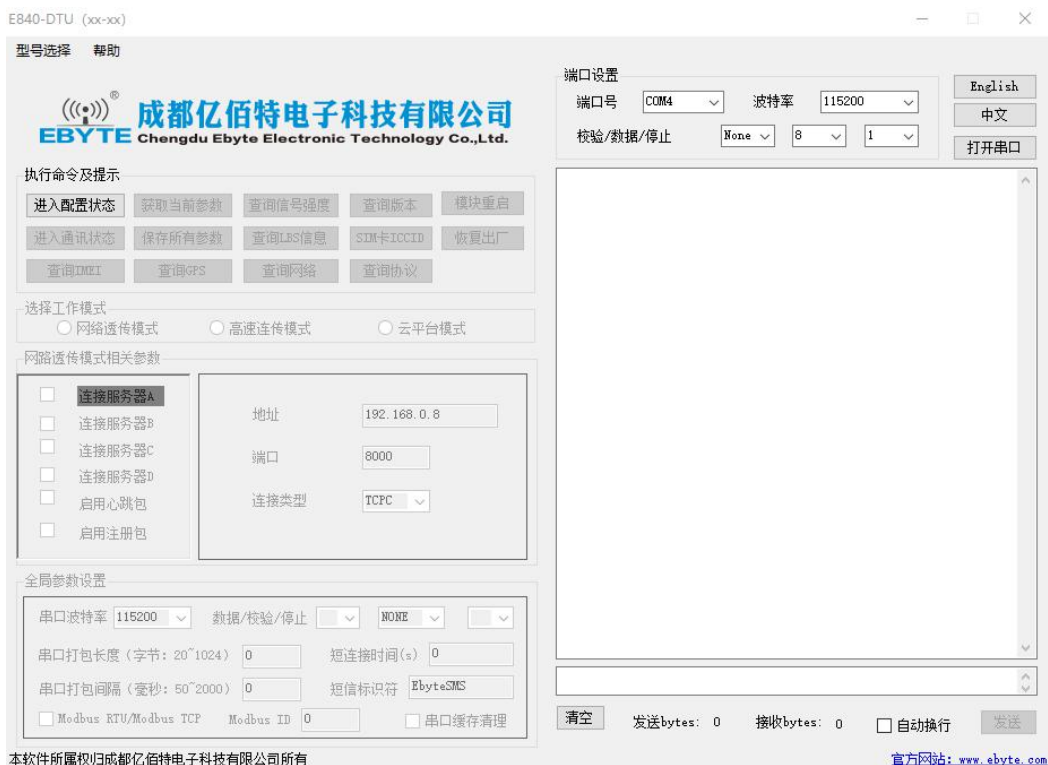 E840-DTU (xx-xx)
型号选择 帮助
EBYTE ®
成都亿佰特电子科技有限公司
Chengdu Ebyte Electronic Technology Co.,Ltd.
端口设置
端口号 COM4 波特率 115200
校验/数据/停止 None 8 1
English
中文
打开串口
执行命令及提示
进入配置状态 获取当前参数 查询信号强度 查询版本 模块重启
进入通讯状态 保存所有参数 查询LBS信息 SIM卡ICCID 恢复出厂
查询IMEI 查询GPS 查询网络 查询协议
选择工作模式
网络透传模式 高速连传模式 云平台模式
网路透传模式相关参数
连接服务器A
连接服务器B
连接服务器C
连接服务器D
启用心跳包
启用注册包
地址 192.168.0.8
端口 8000
连接类型 TCPC
全局参数设置
串口波特率 115200 数据/校验/停止 NONE
串口打包长度(字节: 20~1024) 0 短连接时间(s) 0
串口打包间隔(毫秒: 50~2000) 0 短信标识符 EbyteSMS
Modbus RTU/Modbus TCP Modbus ID 0 串口缓存清理
清空 发送bytes: 0 接收bytes: 0 自动换行 发送
本软件所属权归成都亿佰特电子科技有限公司所有
官方网站: www.ebyte.com